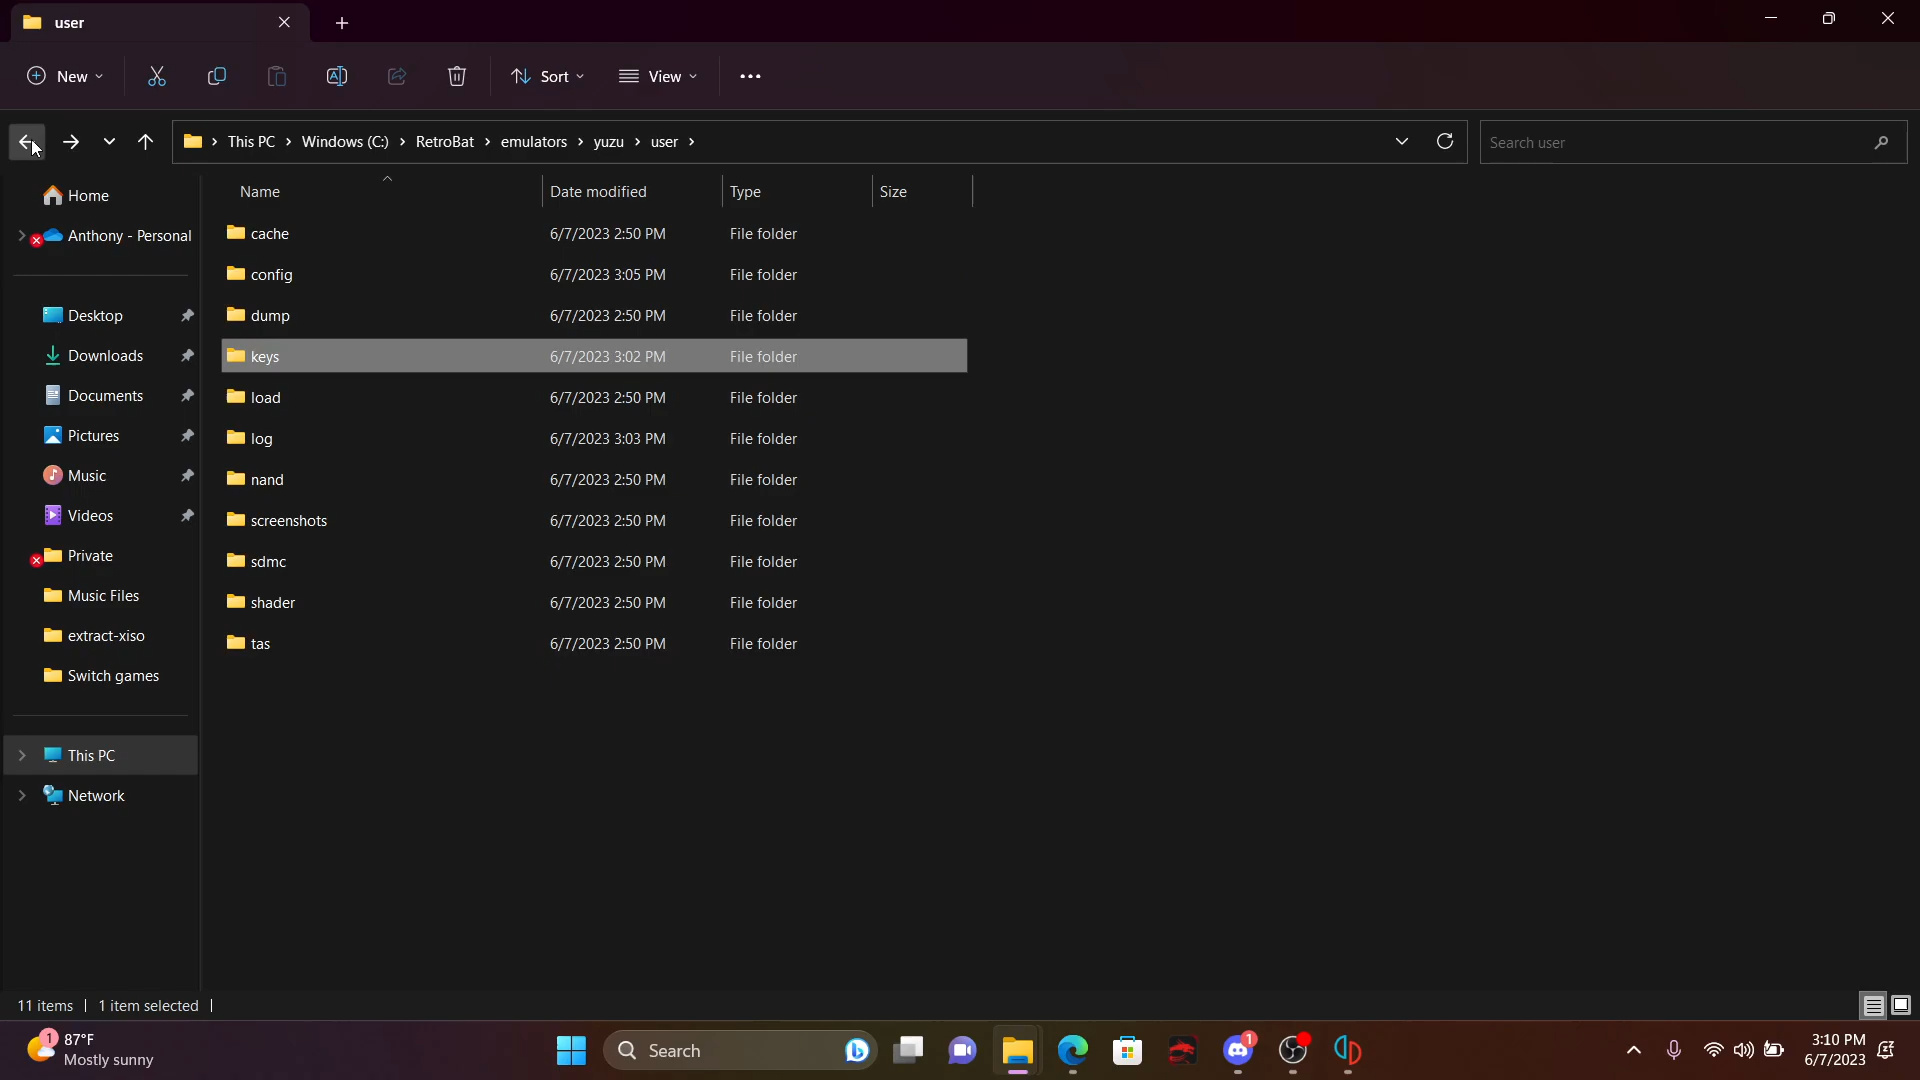 user
New
Sort
View
This PC > Windows (C:) > RetroBat > emulators > yuzu > user >
Search user
Home
Anthony - Personal
Desktop
Downloads
Documents
Pictures
Music
Videos
Private
Music Files
extract-xiso
Switch games
This PC
Network
Name Date modified Type Size
cache 6/7/2023 2:50 PM File folder
config 6/7/2023 3:05 PM File folder
dump 6/7/2023 2:50 PM File folder
keys 6/7/2023 3:02 PM File folder
load 6/7/2023 2:50 PM File folder
log 6/7/2023 3:03 PM File folder
nand 6/7/2023 2:50 PM File folder
screenshots 6/7/2023 2:50 PM File folder
sdmc 6/7/2023 2:50 PM File folder
shader 6/7/2023 2:50 PM File folder
tas 6/7/2023 2:50 PM File folder
11 items | 1 item selected |
1
87°F
Mostly sunny
Search
1
3:10 PM
6/7/2023